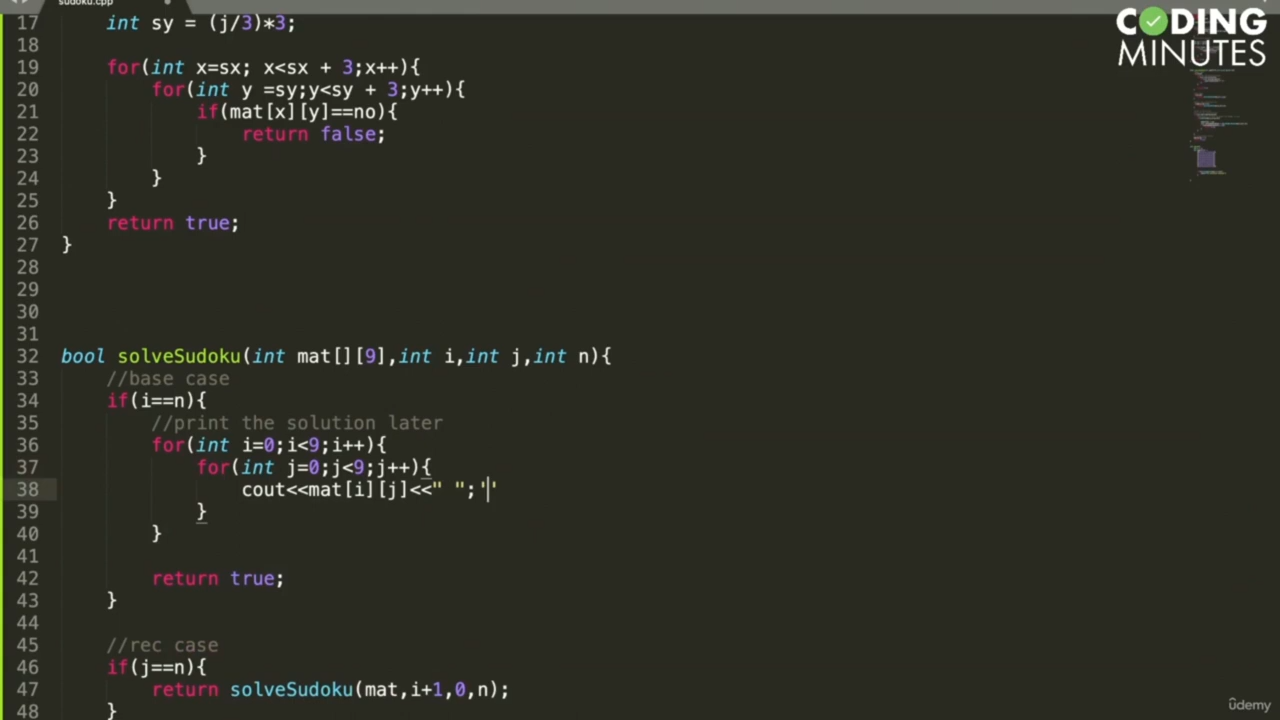 sudoku.cpp
CODING
MINUTES
17 int sy = (j/3)*3;
18
19 for(int x=sx; x<sx + 3;x++){
20 for(int y =sy;y<sy + 3;y++){
21 if(mat[x][y]==no){
22 return false;
23 }
24 }
25 }
26 return true;
27 }
28
29
30
31
32 bool solveSudoku(int mat[][9],int i,int j,int n){
33 //base case
34 if(i==n){
35 //print the solution later
36 for(int i=0;i<9;i++){
37 for(int j=0;j<9;j++){
38 cout<<mat[i][j]<<" ";''
39 }
40 }
41
42 return true;
43 }
44
45 //rec case
46 if(j==n){
47 return solveSudoku(mat,i+1,0,n);
48 }
ûdemy